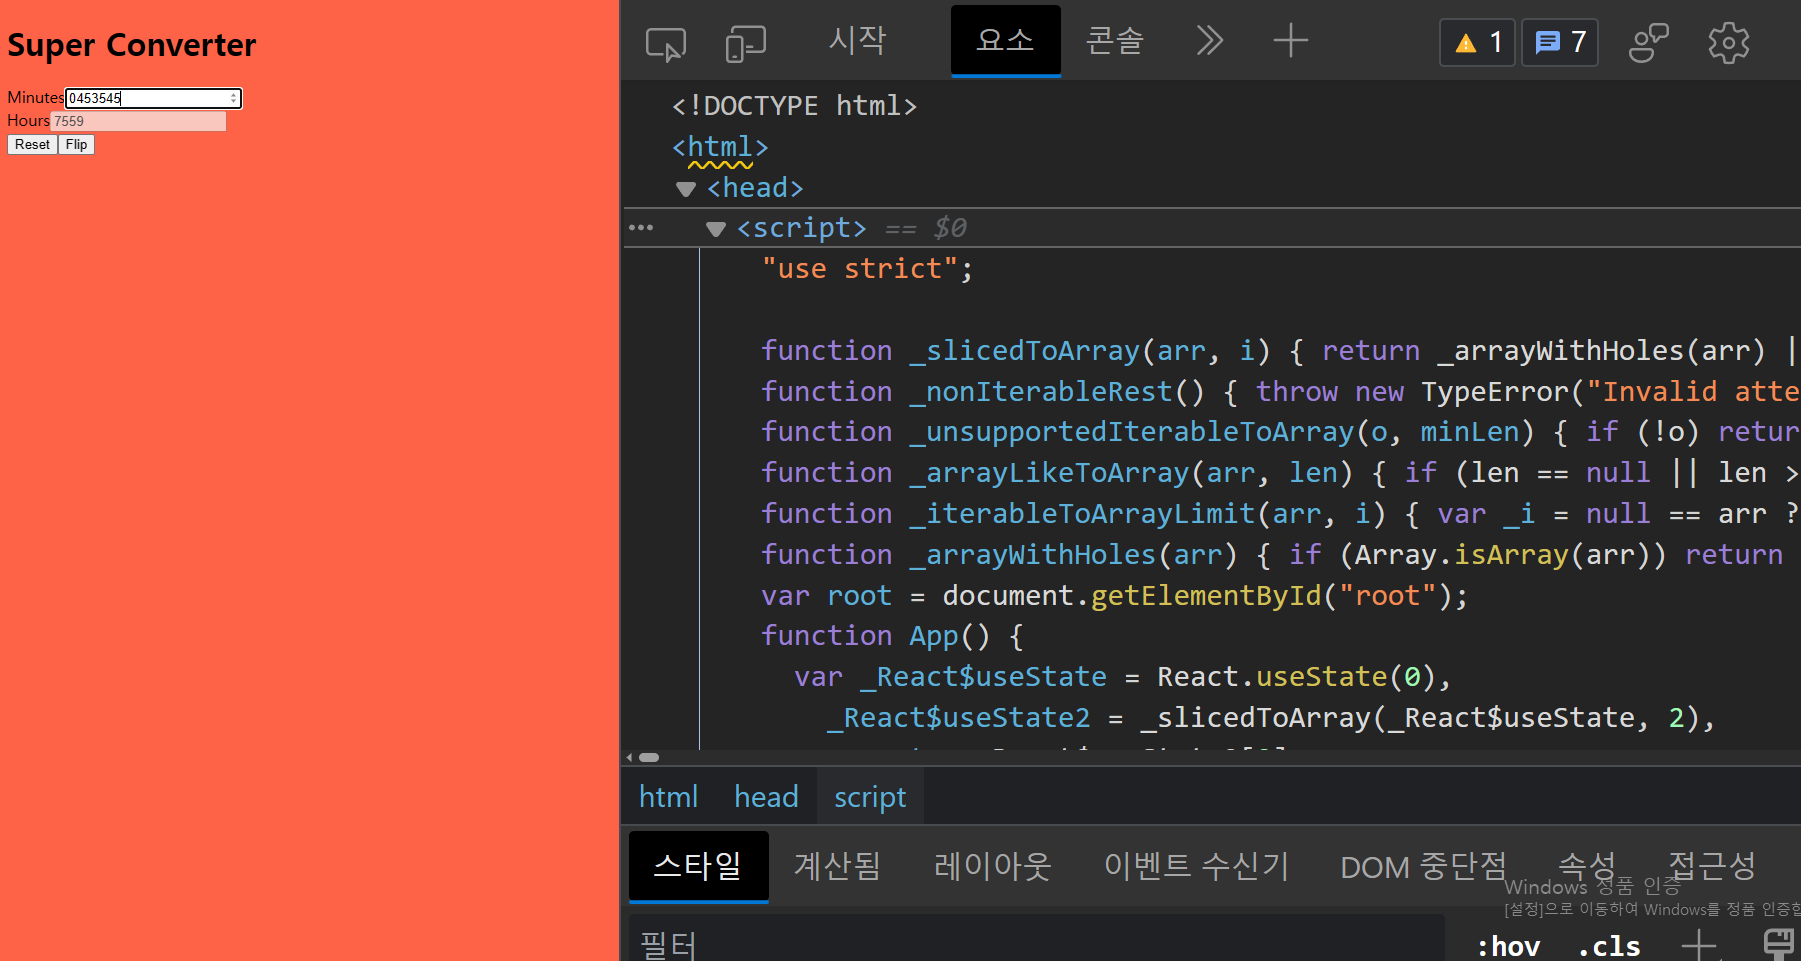 Super Converter
Minutes 0453545
Hours 7559
Reset Flip
시작 요소 콘솔 1 7
<!DOCTYPE html>
<html>
<head>
<script> == $0
"use strict";
function _slicedToArray(arr, i) { return _arrayWithHoles(arr) |
function _nonIterableRest() { throw new TypeError("Invalid atte
function _unsupportedIterableToArray(o, minLen) { if (!o) retur
function _arrayLikeToArray(arr, len) { if (len == null || len >
function _iterableToArrayLimit(arr, i) { var _i = null == arr ?
function _arrayWithHoles(arr) { if (Array.isArray(arr)) return
var root = document.getElementById("root");
function App() {
var _React$useState = React.useState(0),
_React$useState2 = _slicedToArray(_React$useState, 2),
html head script
스타일 계산됨 레이아웃 이벤트 수신기 DOM 중단점 속성 접근성
Windows 정품 인증
[설정]으로 이동하여 Windows를 정품 인증합
필터 :hov .cls